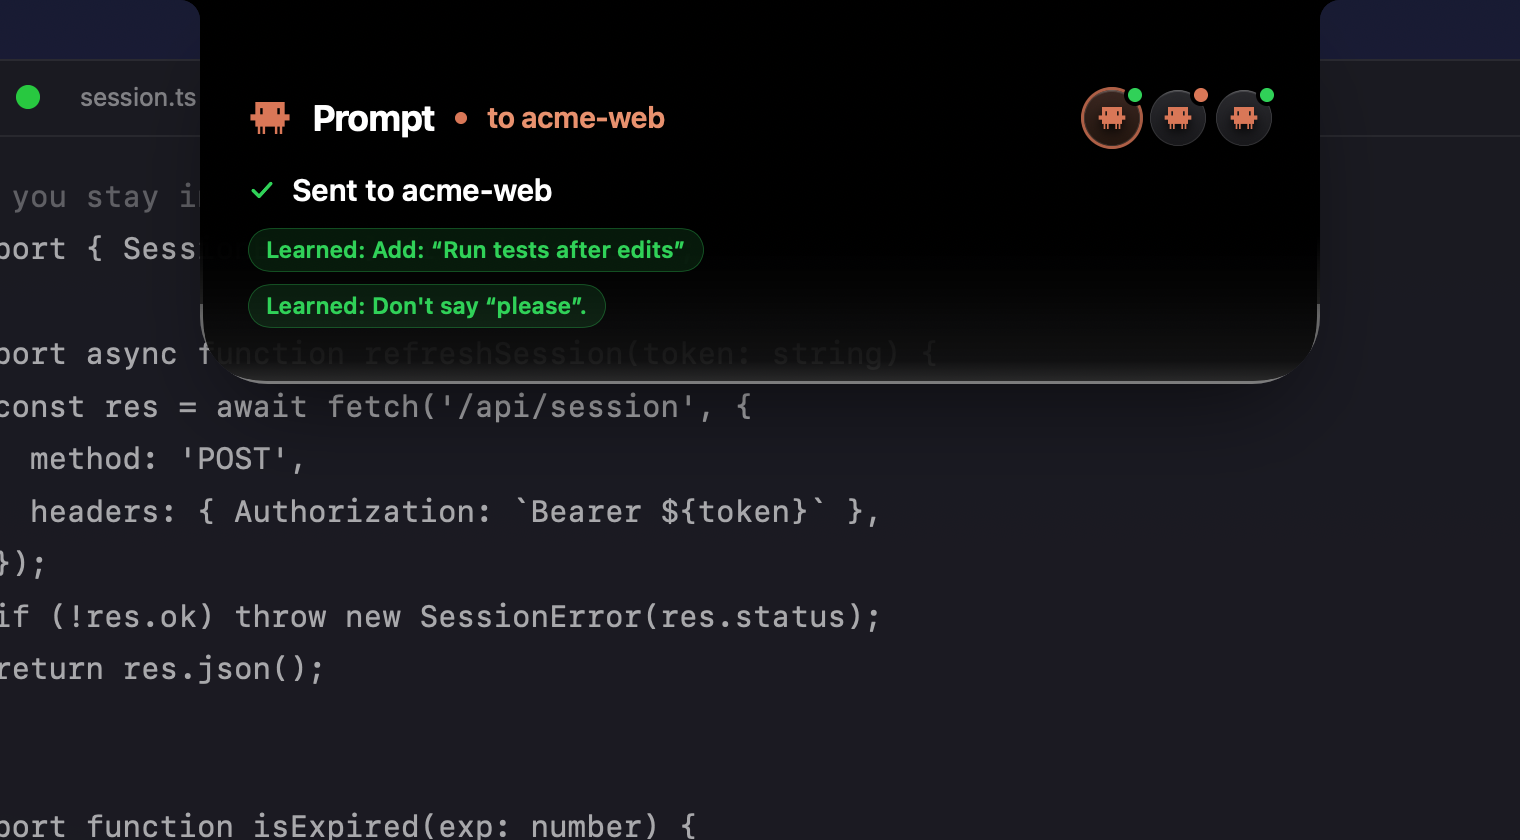 session.ts
Prompt • to acme-web
✓ Sent to acme-web
Learned: Add: “Run tests after edits”
Learned: Don't say “please”.
you stay
port { Sess
port async function refreshSession(token: string) {
const res = await fetch('/api/session', {
method: 'POST',
headers: { Authorization: `Bearer ${token}` },
});
if (!res.ok) throw new SessionError(res.status);
return res.json();
port function isExpired(exp: number) {